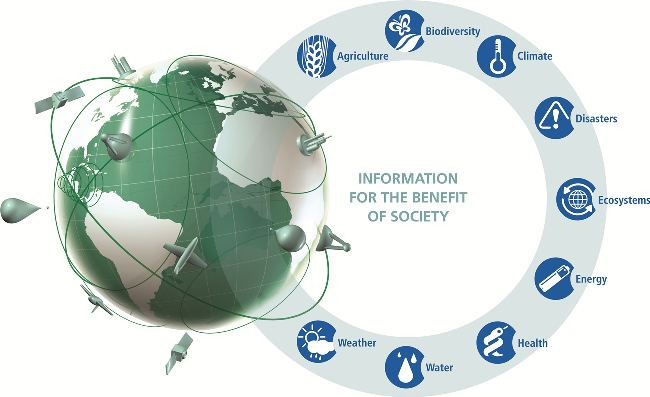 Biodiversity
Agriculture
Climate
Disasters
INFORMATION
FOR THE BENEFIT
OF SOCIETY
Ecosystems
Energy
Weather
Health
Water